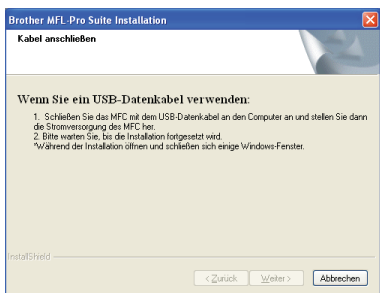 Brother MFL-Pro Suite Installation
Kabel anschließen
Wenn Sie ein USB-Datenkabel verwenden:
1. Schließen Sie das MFC mit dem USB-Datenkabel an den Computer an und stellen Sie dann
die Stromversorgung des MFC her.
2. Bitte warten Sie, bis die Installation fortgesetzt wird.
*Während der Installation öffnen und schließen sich einige Windows-Fenster.
InstallShield
< Zurück
Weiter >
Abbrechen